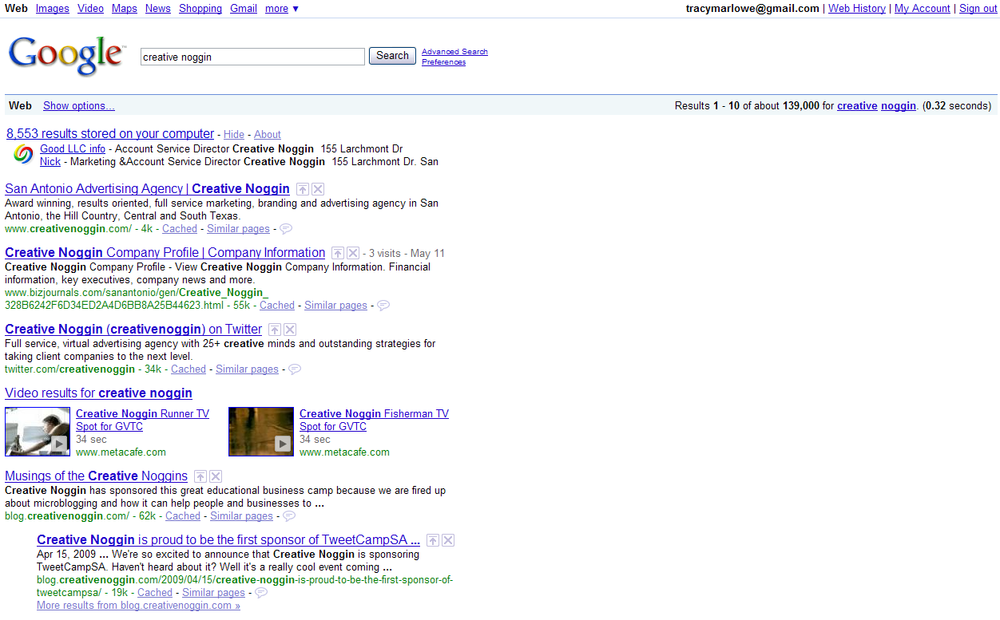 Web Images Video Maps News Shopping Gmail more ▼
tracymarlowe@gmail.com | Web History | My Account | Sign out
Google™
creative noggin
Search
Advanced Search
Preferences
Web Show options...
Results 1 - 10 of about 139,000 for creative noggin. (0.32 seconds)
8,553 results stored on your computer - Hide - About
Good LLC info - Account Service Director Creative Noggin 155 Larchmont Dr
Nick - Marketing &Account Service Director Creative Noggin 155 Larchmont Dr. San
San Antonio Advertising Agency | Creative Noggin
Award winning, results oriented, full service marketing, branding and advertising agency in San
Antonio, the Hill Country, Central and South Texas.
www.creativenoggin.com/ - 4k - Cached - Similar pages -
Creative Noggin Company Profile | Company Information - 3 visits - May 11
Creative Noggin Company Profile - View Creative Noggin Company Information. Financial
information, key executives, company news and more.
www.bizjournals.com/sanantonio/gen/Creative_Noggin_
328B6242F6D34ED2A4D6BB8A25B44623.html - 55k - Cached - Similar pages -
Creative Noggin (creativenoggin) on Twitter
Full service, virtual advertising agency with 25+ creative minds and outstanding strategies for
taking client companies to the next level.
twitter.com/creativenoggin - 34k - Cached - Similar pages -
Video results for creative noggin
Creative Noggin Runner TV
Spot for GVTC
34 sec
www.metacafe.com
Creative Noggin Fisherman TV
Spot for GVTC
34 sec
www.metacafe.com
Musings of the Creative Noggins
Creative Noggin has sponsored this great educational business camp because we are fired up
about microblogging and how it can help people and businesses to ...
blog.creativenoggin.com/ - 62k - Cached - Similar pages -
Creative Noggin is proud to be the first sponsor of TweetCampSA ...
Apr 15, 2009 ... We're so excited to announce that Creative Noggin is sponsoring
TweetCampSA. Haven't heard about it? Well it's a really cool event coming ...
blog.creativenoggin.com/2009/04/15/creative-noggin-is-proud-to-be-the-first-sponsor-of-
tweetcampsa/ - 19k - Cached - Similar pages -
More results from blog.creativenoggin.com »